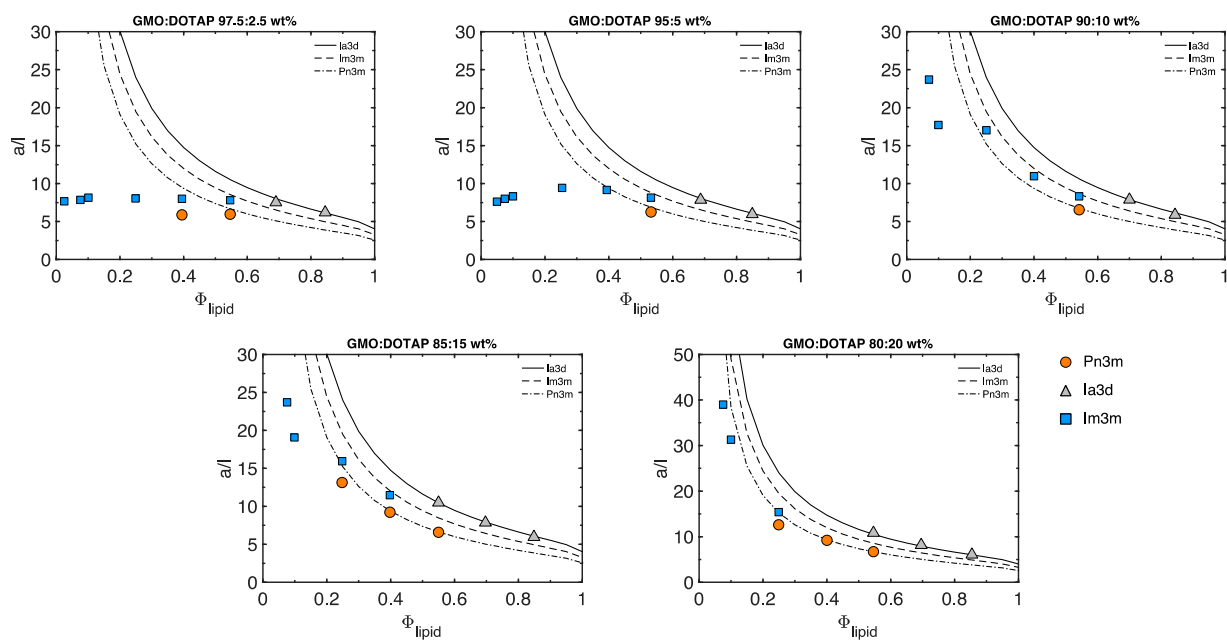 GMO:DOTAP 97.5:2.5 wt%
30
25
20
15
10
5
0
a/l
0 0.2 0.4 0.6 0.8 1
Φlipid
Ia3d
Im3m
Pn3m
GMO:DOTAP 95:5 wt%
30
25
20
15
10
5
0
a/l
0 0.2 0.4 0.6 0.8 1
Φlipid
Ia3d
Im3m
Pn3m
GMO:DOTAP 90:10 wt%
30
25
20
15
10
5
0
a/l
0 0.2 0.4 0.6 0.8 1
Φlipid
Ia3d
Im3m
Pn3m
GMO:DOTAP 85:15 wt%
30
25
20
15
10
5
0
a/l
0 0.2 0.4 0.6 0.8 1
Φlipid
Ia3d
Im3m
Pn3m
GMO:DOTAP 80:20 wt%
50
40
30
20
10
0
a/l
0 0.2 0.4 0.6 0.8 1
Φlipid
Ia3d
Im3m
Pn3m
Pn3m
Ia3d
Im3m